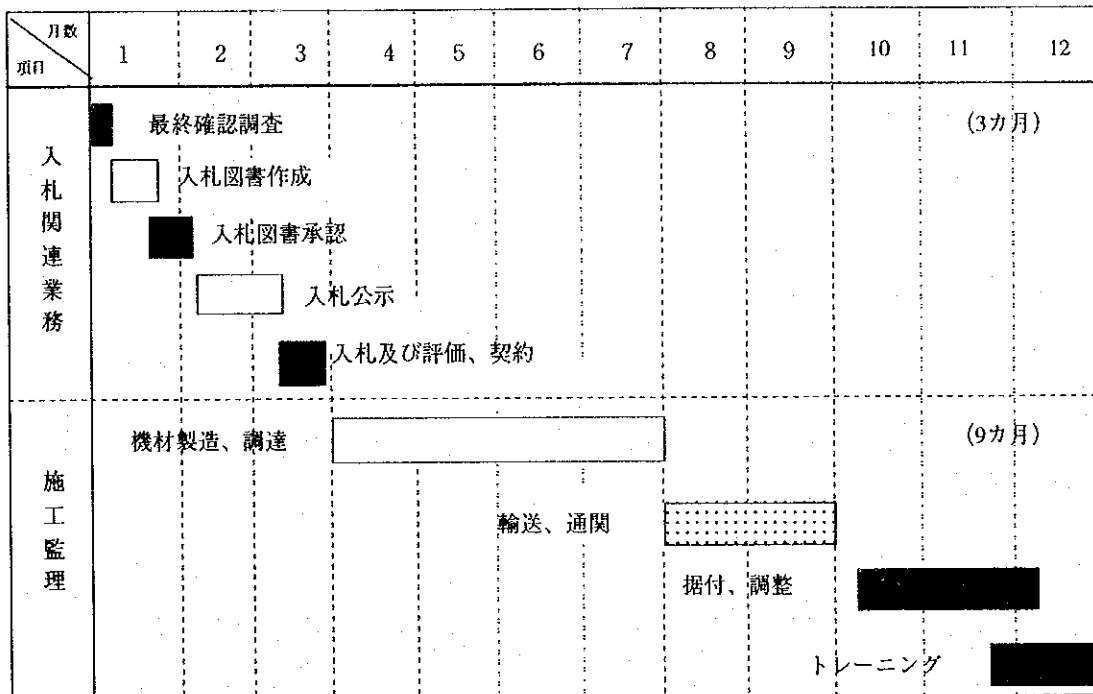 月数
項目
1 2 3 4 5 6 7 8 9 10 11 12
入札関連業務
最終確認調査 (3カ月)
入札図書作成
入札図書承認
入札公示
入札及び評価、契約
施工監理
機材製造、調達 (9カ月)
輸送、通関
据付、調整
トレーニング